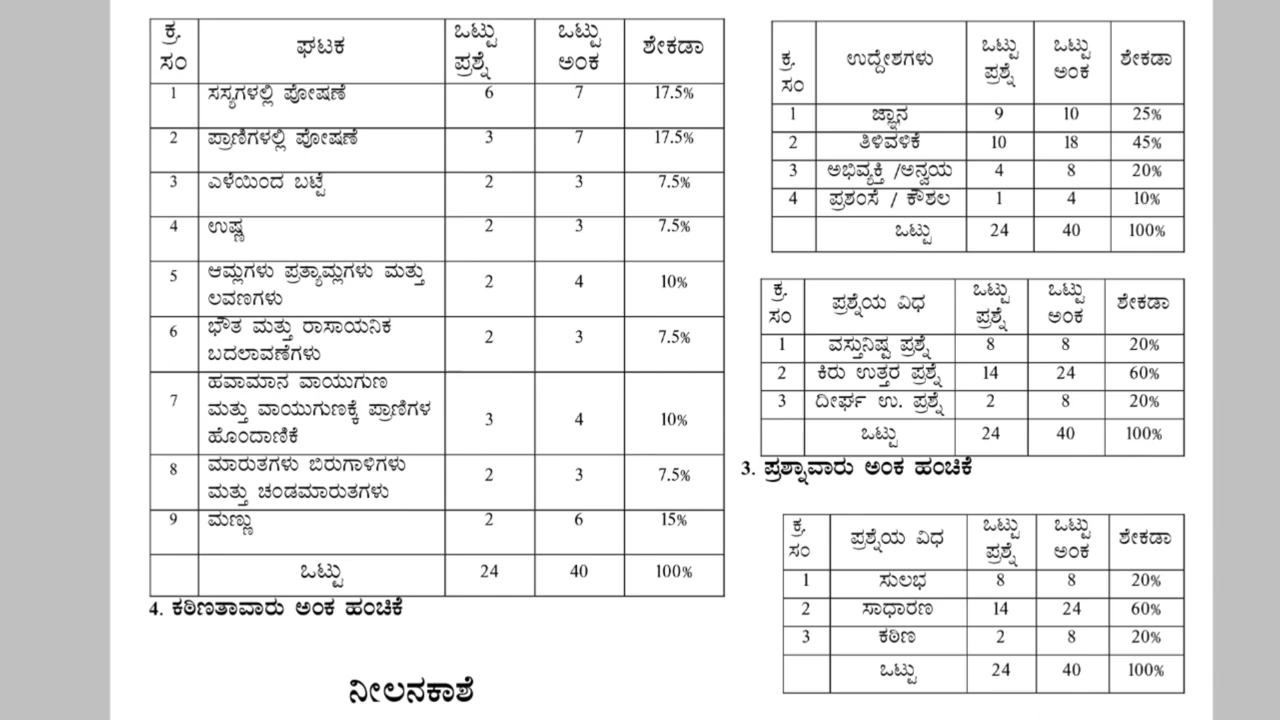 ಕ್ರ. ಸಂ ಘಟಕ ಒಟ್ಟು ಪ್ರಶ್ನೆ ಒಟ್ಟು ಅಂಕ ಶೇಕಡಾ
1 ಸಸ್ಯಗಳಲ್ಲಿ ಪೋಷಣೆ 6 7 17.5%
2 ಪ್ರಾಣಿಗಳಲ್ಲಿ ಪೋಷಣೆ 3 7 17.5%
3 ಎಳೆಯಿಂದ ಬಟ್ಟೆ 2 3 7.5%
4 ಉಷ್ಣ 2 3 7.5%
5 ಆಮ್ಲಗಳು ಪ್ರತ್ಯಾಮ್ಲಗಳು ಮತ್ತು
ಲವಣಗಳು 2 4 10%
6 ಭೌತ ಮತ್ತು ರಾಸಾಯನಿಕ
ಬದಲಾವಣೆಗಳು 2 3 7.5%
7 ಹವಾಮಾನ ವಾಯುಗುಣ
ಮತ್ತು ವಾಯುಗುಣಕ್ಕೆ ಪ್ರಾಣಿಗಳ
ಹೊಂದಾಣಿಕೆ 3 4 10%
8 ಮಾರುತಗಳು ಬಿರುಗಾಳಿಗಳು
ಮತ್ತು ಚಂಡಮಾರುತಗಳು 2 3 7.5%
9 ಮಣ್ಣು 2 6 15%
ಒಟ್ಟು 24 40 100%
4. ಕಠಿಣತಾವಾರು ಅಂಕ ಹಂಚಿಕೆ
ನೀಲನಕಾಶೆ
ಕ್ರ. ಸಂ ಉದ್ದೇಶಗಳು ಒಟ್ಟು ಪ್ರಶ್ನೆ ಒಟ್ಟು ಅಂಕ ಶೇಕಡಾ
1 ಜ್ಞಾನ 9 10 25%
2 ತಿಳಿವಳಿಕೆ 10 18 45%
3 ಅಭಿವ್ಯಕ್ತಿ /ಅನ್ವಯ 4 8 20%
4 ಪ್ರಶಂಸೆ / ಕೌಶಲ 1 4 10%
ಒಟ್ಟು 24 40 100%
ಕ್ರ. ಸಂ ಪ್ರಶ್ನೆಯ ವಿಧ ಒಟ್ಟು ಪ್ರಶ್ನೆ ಒಟ್ಟು ಅಂಕ ಶೇಕಡಾ
1 ವಸ್ತುನಿಷ್ಠ ಪ್ರಶ್ನೆ 8 8 20%
2 ಕಿರು ಉತ್ತರ ಪ್ರಶ್ನೆ 14 24 60%
3 ದೀರ್ಘ ಉ. ಪ್ರಶ್ನೆ 2 8 20%
ಒಟ್ಟು 24 40 100%
3. ಪ್ರಶ್ನಾವಾರು ಅಂಕ ಹಂಚಿಕೆ
ಕ್ರ. ಸಂ ಪ್ರಶ್ನೆಯ ವಿಧ ಒಟ್ಟು ಪ್ರಶ್ನೆ ಒಟ್ಟು ಅಂಕ ಶೇಕಡಾ
1 ಸುಲಭ 8 8 20%
2 ಸಾಧಾರಣ 14 24 60%
3 ಕಠಿಣ 2 8 20%
ಒಟ್ಟು 24 40 100%